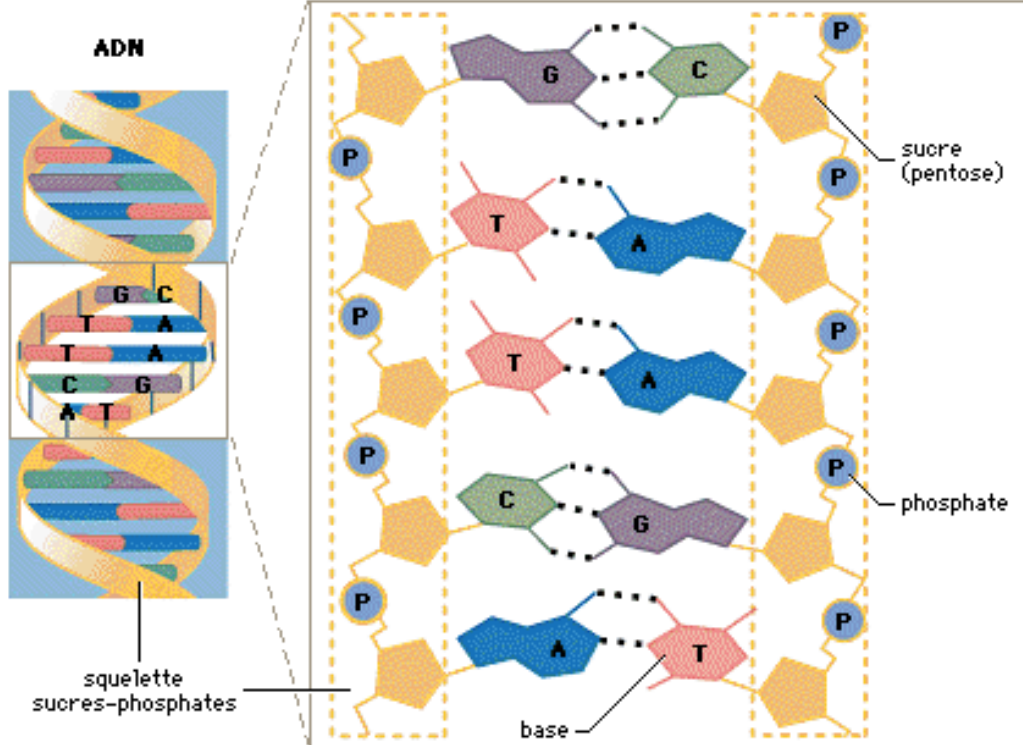 ADN
G C
T A
T A
C G
A T
squelette
sucres-phosphates
P
G C
sucre
(pentose)
P P
T A
P P
T A
P P
phosphate
C G
P P
A T
base